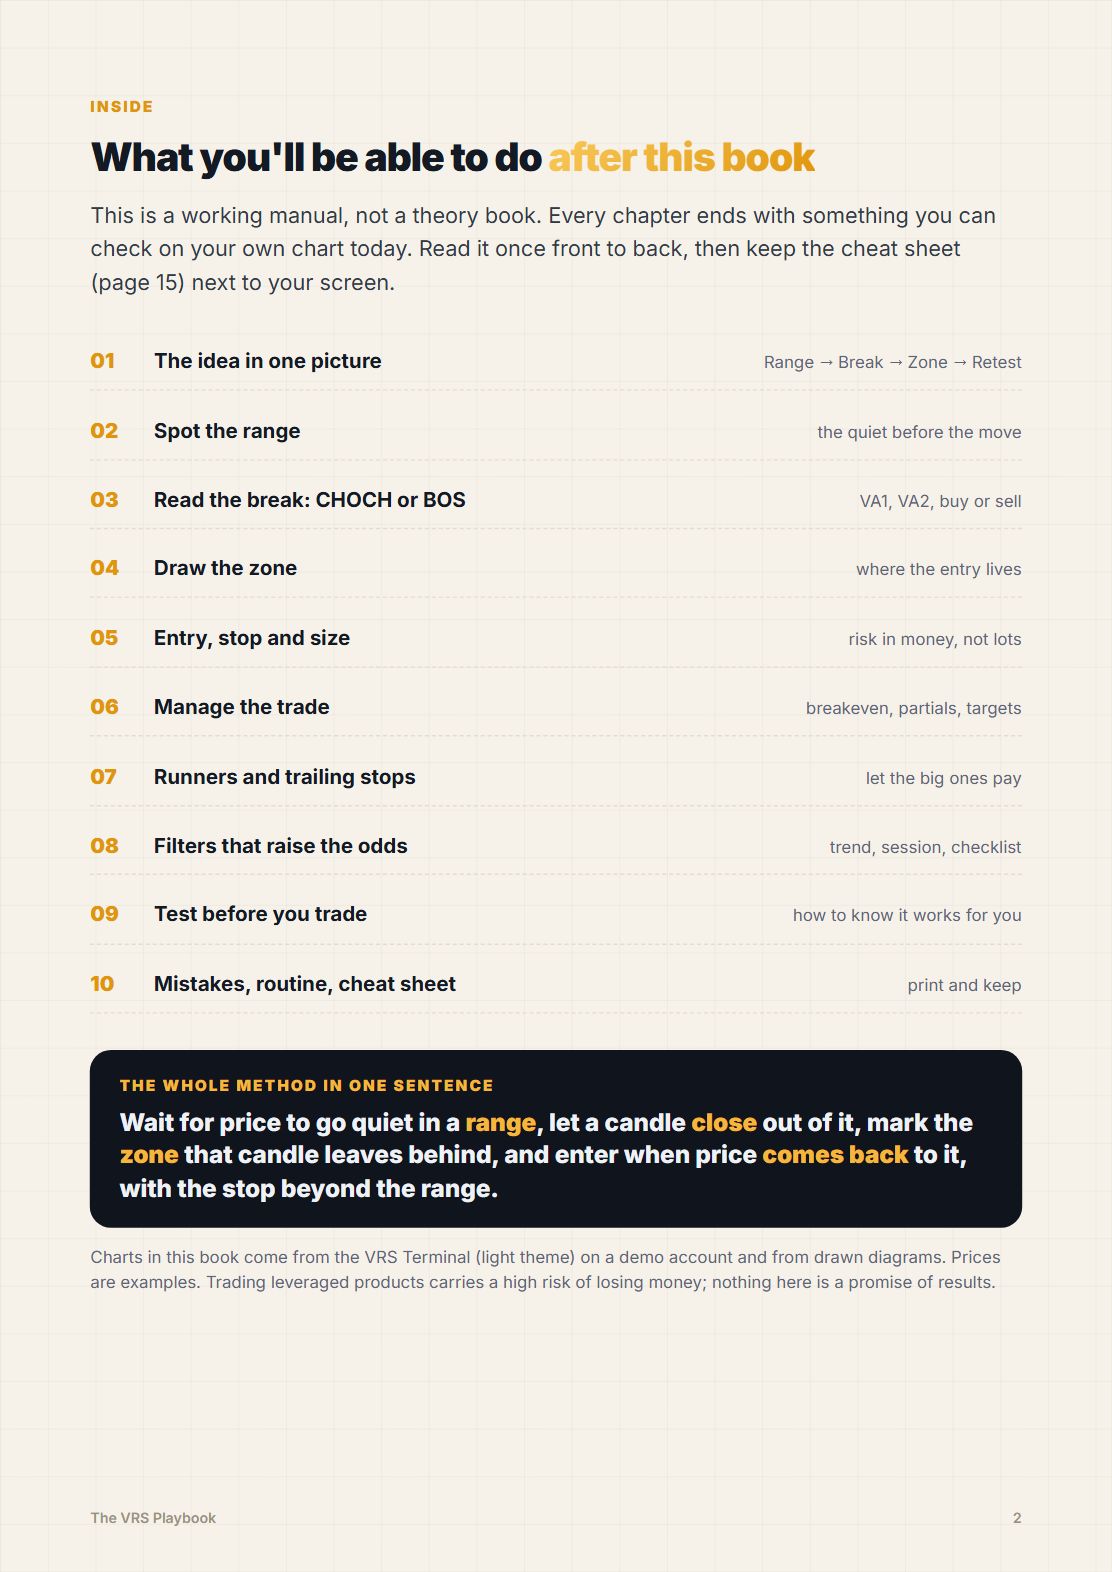 INSIDE
What you'll be able to do after this book
This is a working manual, not a theory book. Every chapter ends with something you can
check on your own chart today. Read it once front to back, then keep the cheat sheet
(page 15) next to your screen.
01 The idea in one picture Range → Break → Zone → Retest
02 Spot the range the quiet before the move
03 Read the break: CHOCH or BOS VA1, VA2, buy or sell
04 Draw the zone where the entry lives
05 Entry, stop and size risk in money, not lots
06 Manage the trade breakeven, partials, targets
07 Runners and trailing stops let the big ones pay
08 Filters that raise the odds trend, session, checklist
09 Test before you trade how to know it works for you
10 Mistakes, routine, cheat sheet print and keep
THE WHOLE METHOD IN ONE SENTENCE
Wait for price to go quiet in a range, let a candle close out of it, mark the
zone that candle leaves behind, and enter when price comes back to it,
with the stop beyond the range.
Charts in this book come from the VRS Terminal (light theme) on a demo account and from drawn diagrams. Prices
are examples. Trading leveraged products carries a high risk of losing money; nothing here is a promise of results.
The VRS Playbook 2